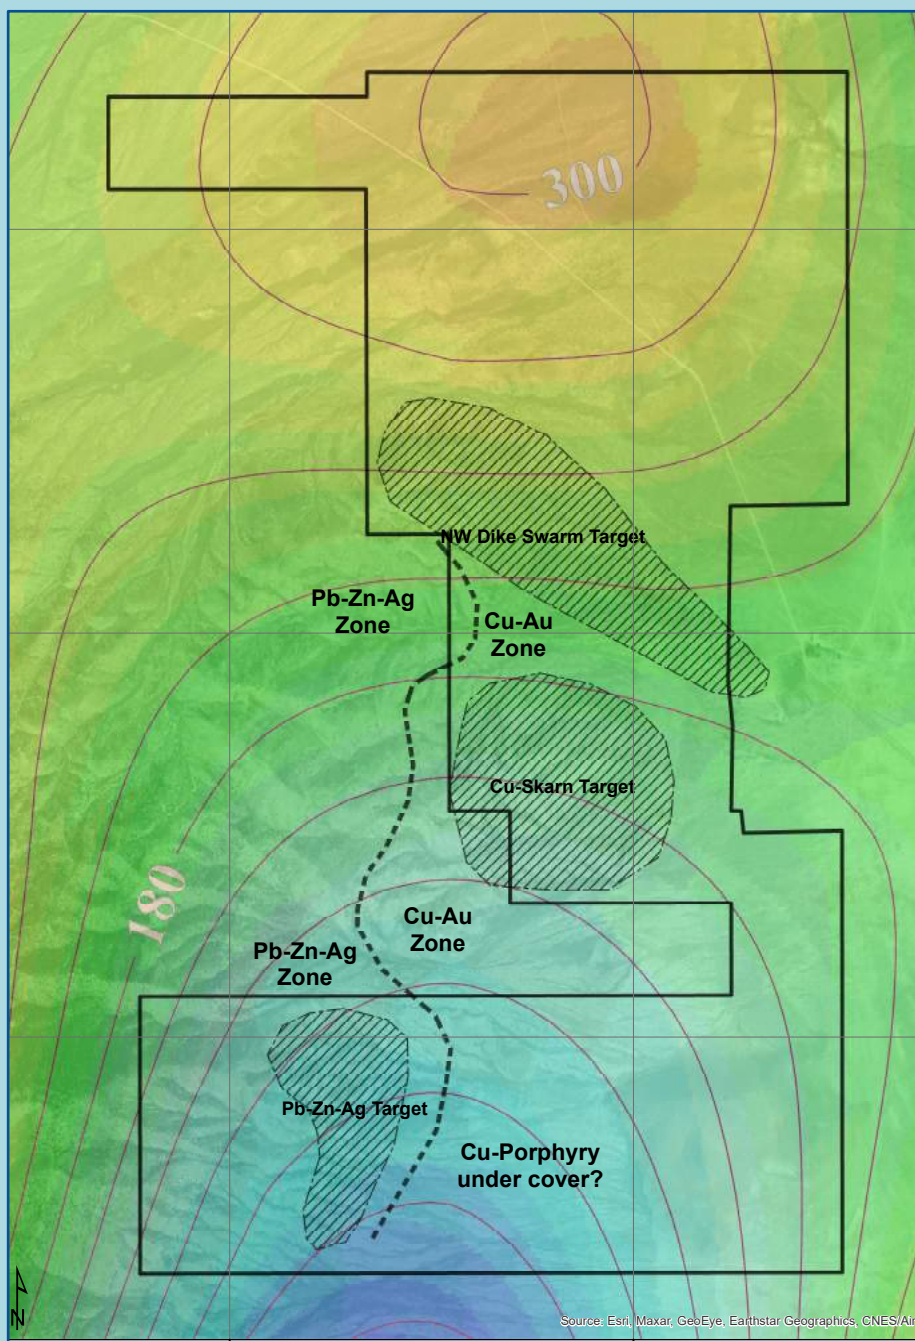 300
NW Dike Swarm Target
Pb-Zn-Ag
Zone
Cu-Au
Zone
Cu-Skarn Target
180
Cu-Au
Zone
Pb-Zn-Ag
Zone
Pb-Zn-Ag Target
Cu-Porphyry
under cover?
N
Source: Esri, Maxar, GeoEye, Earthstar Geographics, CNES/Air